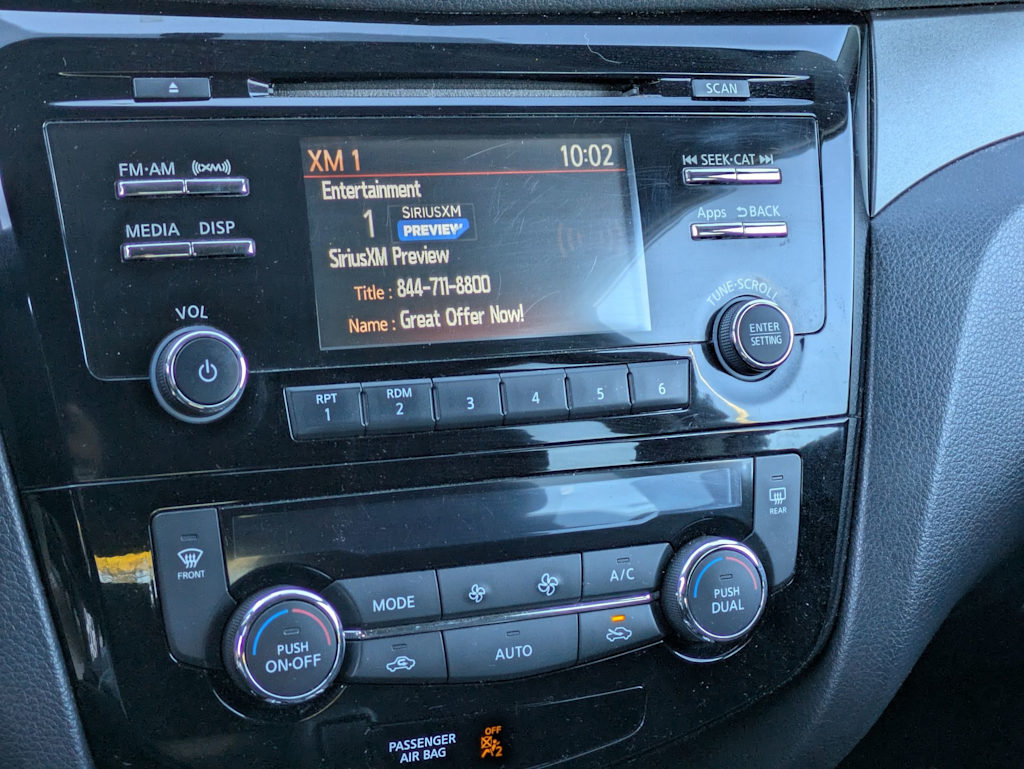 SCAN
FM·AM ((XM))
XM 1 10:02
SEEK·CAT
Entertainment
1 SIRIUSXM
PREVIEW
MEDIA DISP
Apps BACK
SiriusXM Preview
Title : 844-711-8800
Name : Great Offer Now!
VOL
TUNE·SCROLL
ENTER
SETTING
RPT
1
RDM
2
3
4
5
6
FRONT
REAR
MODE
A/C
PUSH
ON·OFF
AUTO
PUSH
DUAL
PASSENGER
AIR BAG
OFF
2